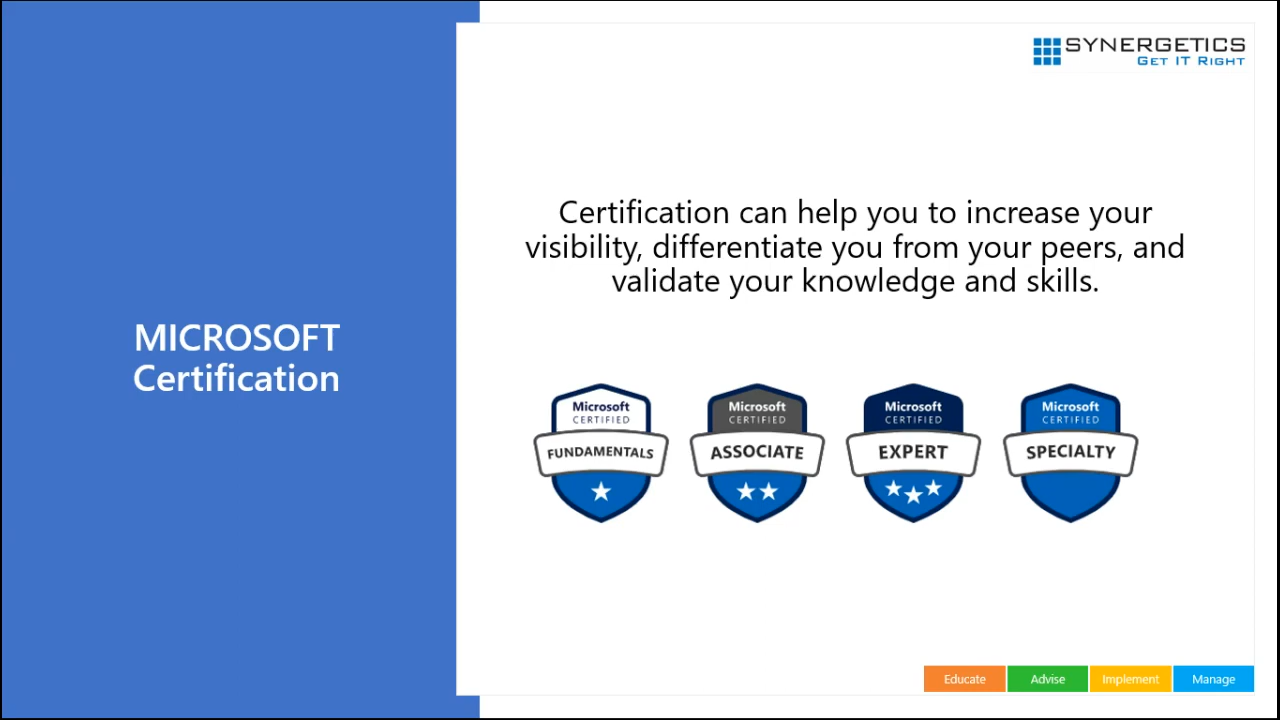 SYNERGETICS
GET IT RIGHT
MICROSOFT
Certification
Certification can help you to increase your
visibility, differentiate you from your peers, and
validate your knowledge and skills.
Microsoft
CERTIFIED
FUNDAMENTALS
Microsoft
CERTIFIED
ASSOCIATE
Microsoft
CERTIFIED
EXPERT
Microsoft
CERTIFIED
SPECIALTY
Educate
Advise
Implement
Manage